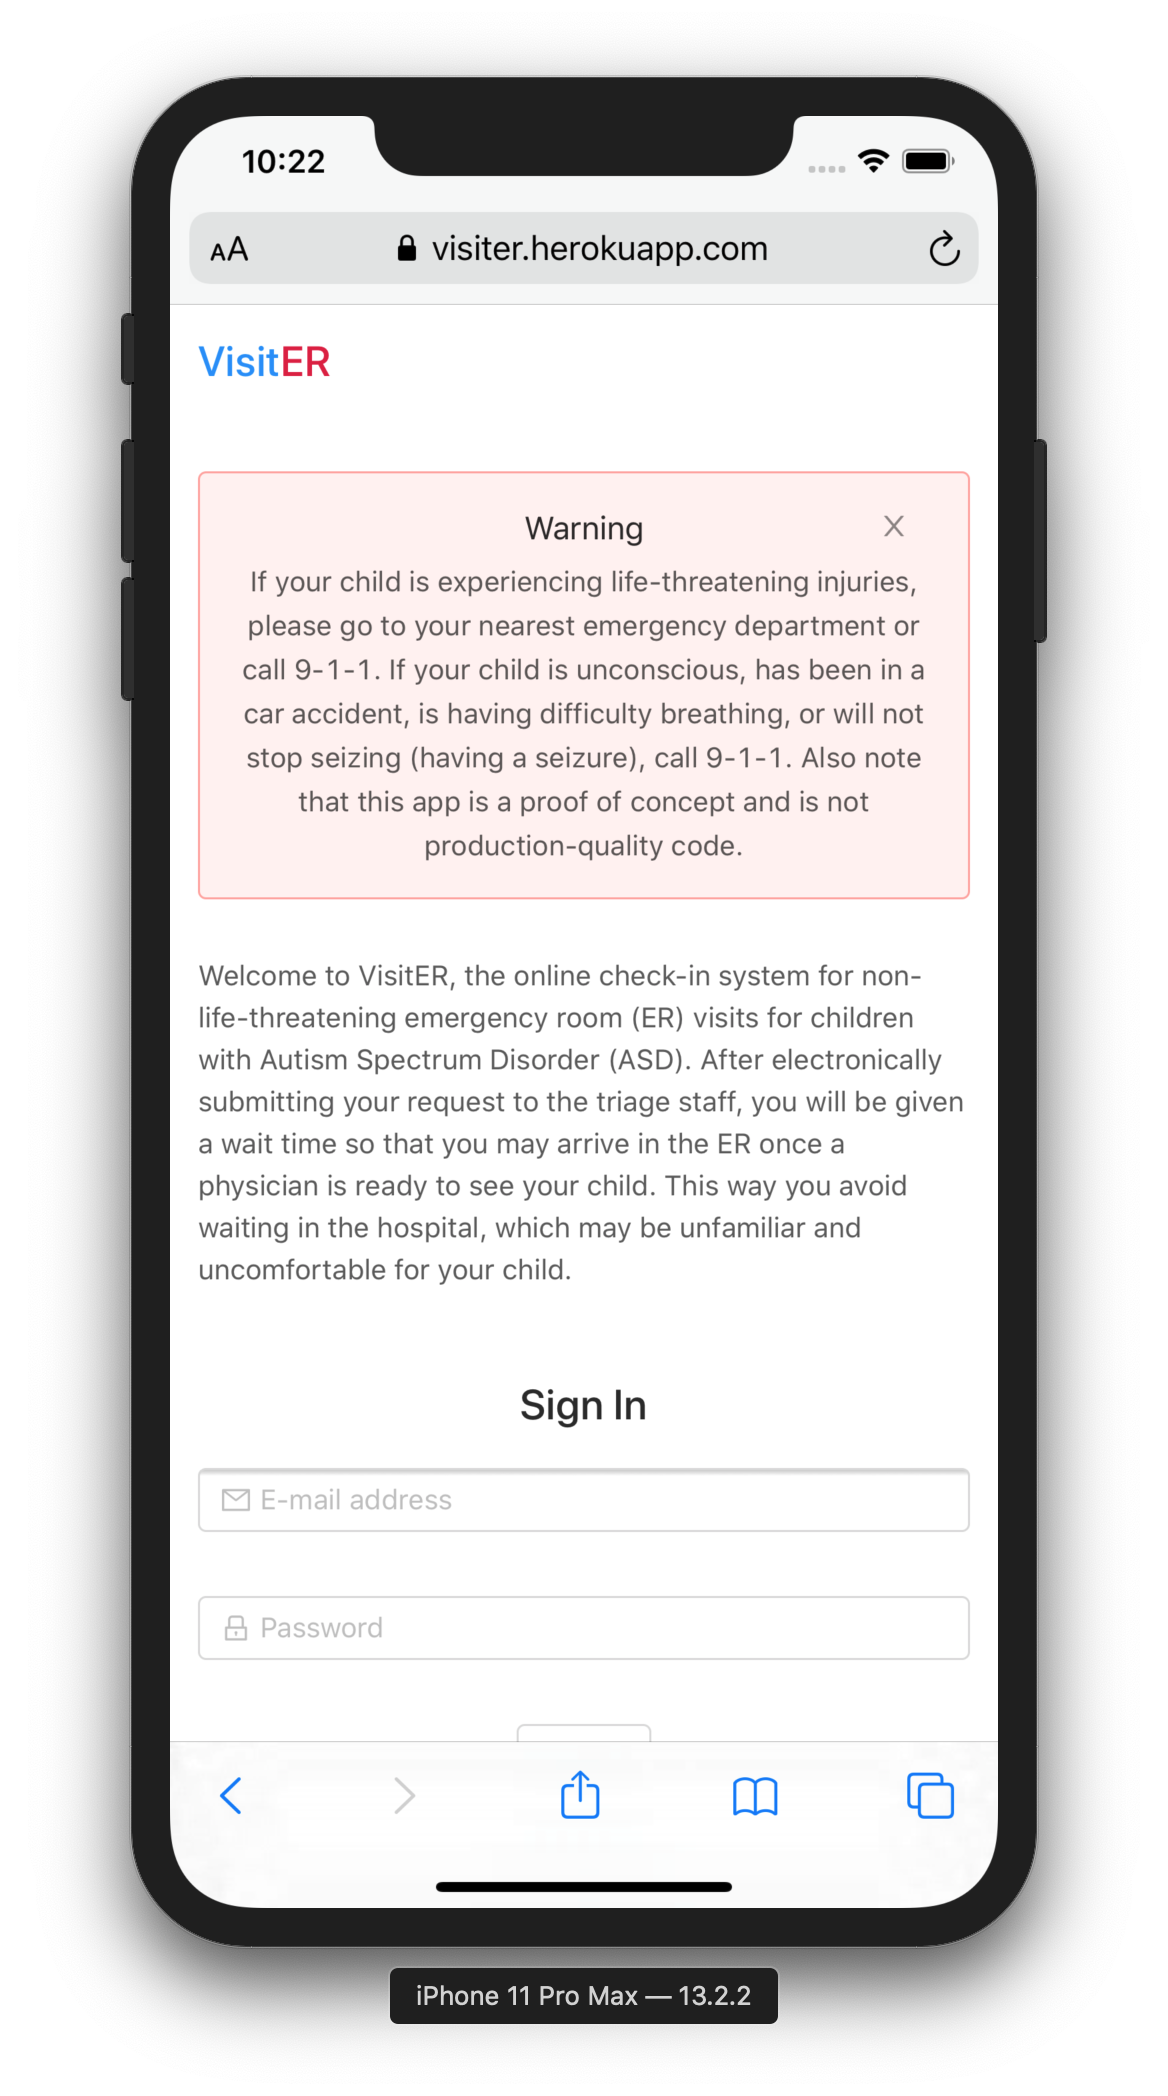 10:22
AA visiter.herokuapp.com
VisitER
Warning X
If your child is experiencing life-threatening injuries,
please go to your nearest emergency department or
call 9-1-1. If your child is unconscious, has been in a
car accident, is having difficulty breathing, or will not
stop seizing (having a seizure), call 9-1-1. Also note
that this app is a proof of concept and is not
production-quality code.
Welcome to VisitER, the online check-in system for non-
life-threatening emergency room (ER) visits for children
with Autism Spectrum Disorder (ASD). After electronically
submitting your request to the triage staff, you will be given
a wait time so that you may arrive in the ER once a
physician is ready to see your child. This way you avoid
waiting in the hospital, which may be unfamiliar and
uncomfortable for your child.
Sign In
E-mail address
Password
iPhone 11 Pro Max — 13.2.2